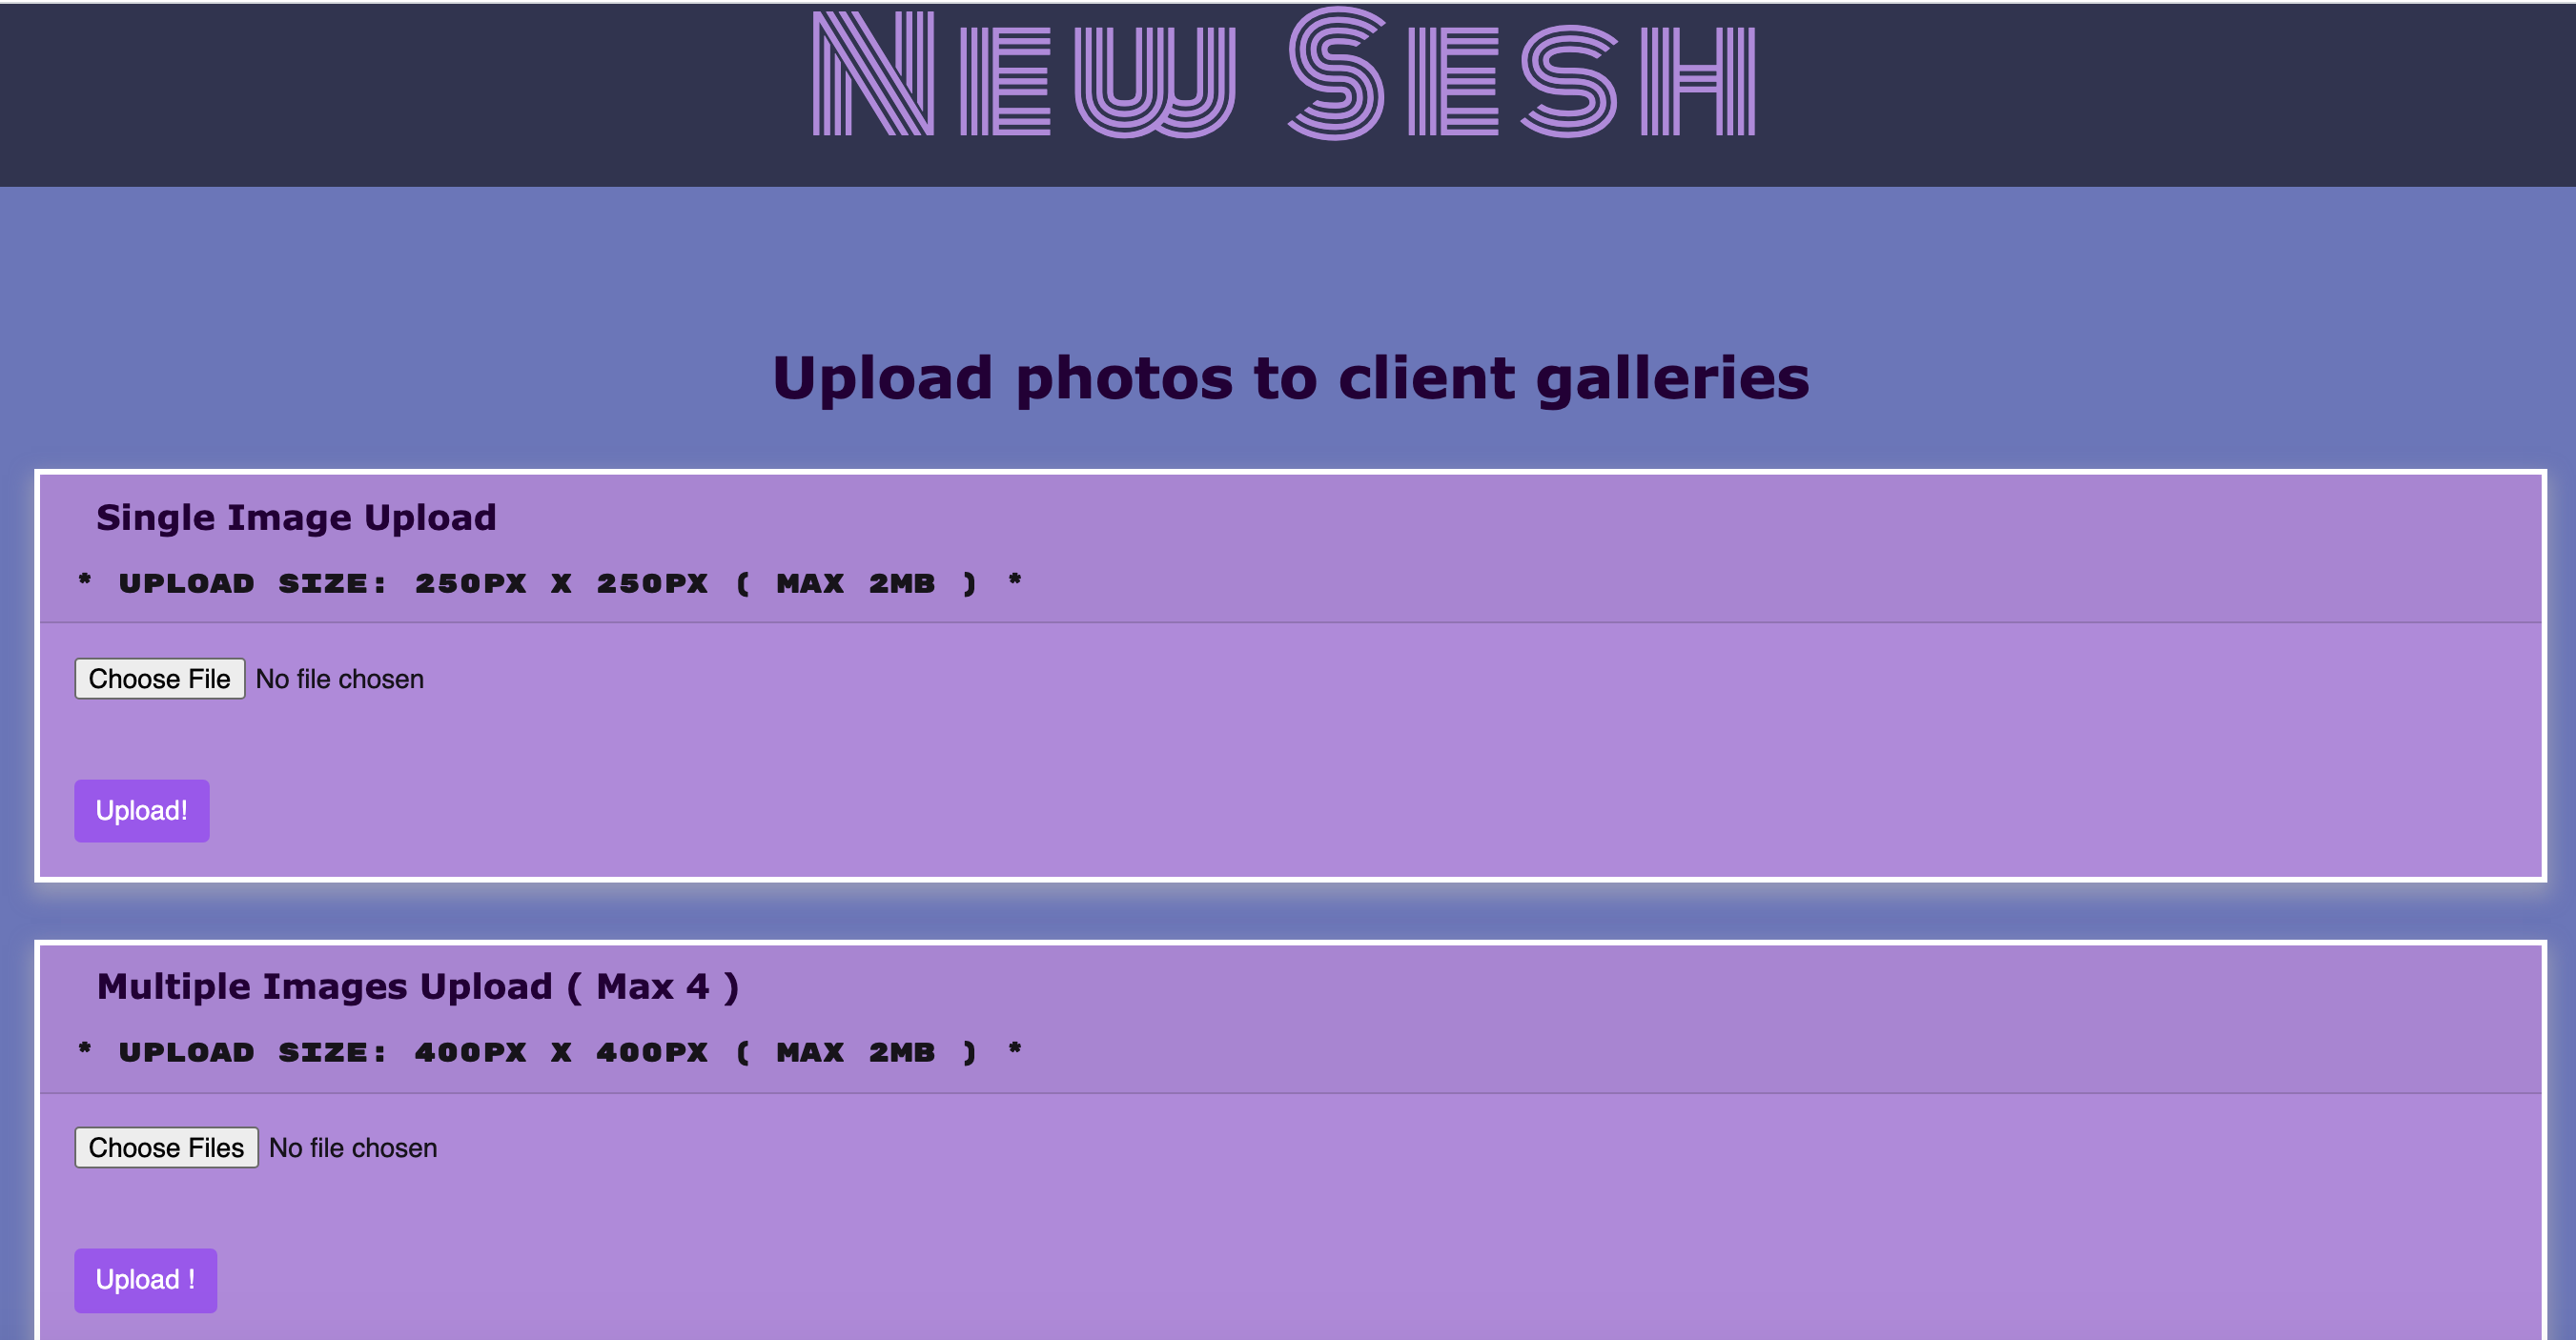 New Sesh
Upload photos to client galleries
Single Image Upload
* UPLOAD SIZE: 250PX X 250PX ( MAX 2MB ) *
Choose File No file chosen
Upload!
Multiple Images Upload ( Max 4 )
* UPLOAD SIZE: 400PX X 400PX ( MAX 2MB ) *
Choose Files No file chosen
Upload !